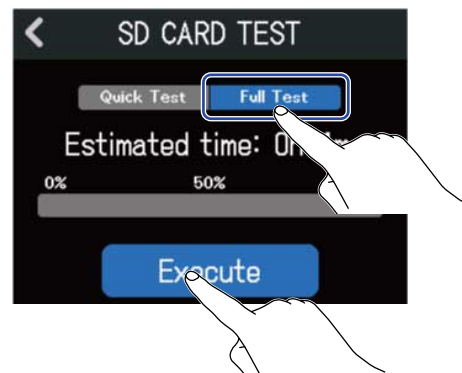 SD CARD TEST
Quick Test Full Test
Estimated time:
0% 50%
Execute